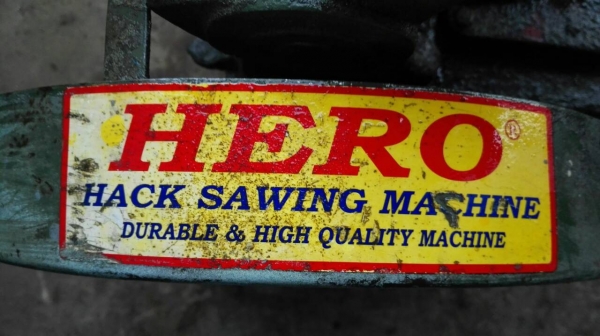 HERO®
HACK SAWING MACHINE
DURABLE & HIGH QUALITY MACHINE